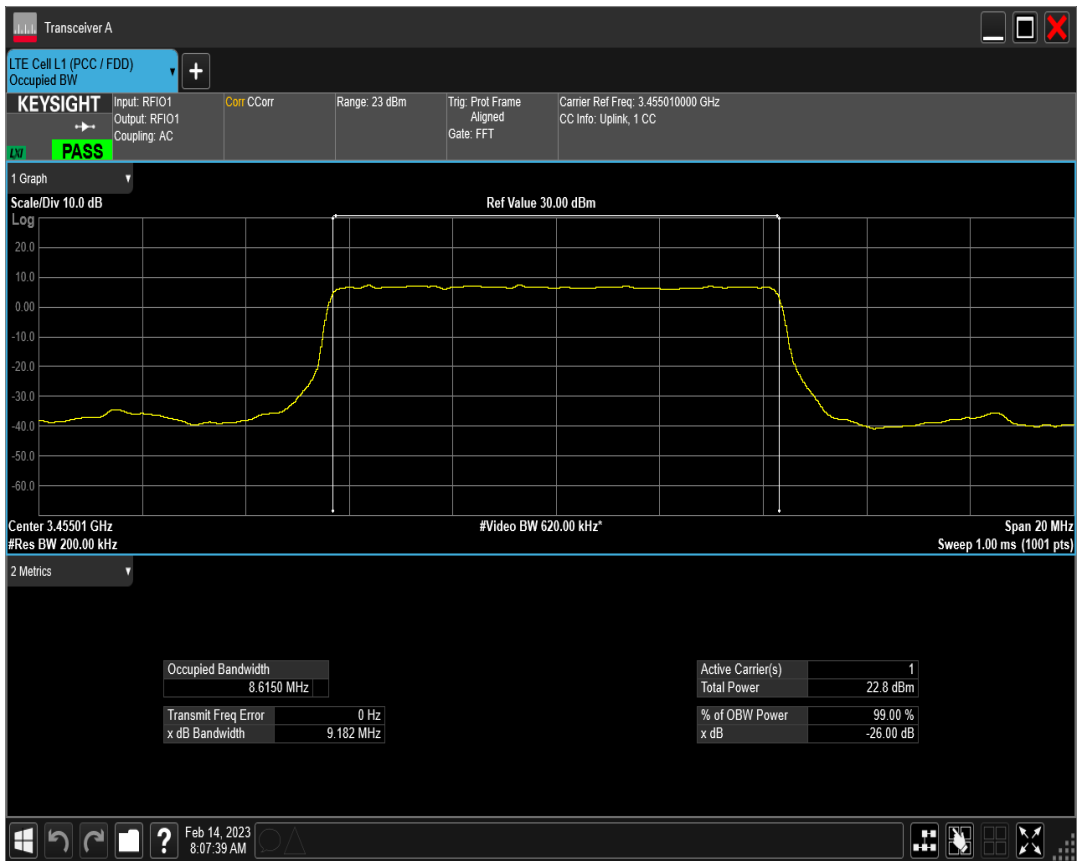 Transceiver A
LTE Cell L1 (PCC / FDD)
Occupied BW
+
KEYSIGHT
LXI
PASS
Input: RFIO1
Output: RFIO1
Coupling: AC
Corr CCorr
Range: 23 dBm
Trig: Prot Frame
Aligned
Gate: FFT
Carrier Ref Freq: 3.455010000 GHz
CC Info: Uplink, 1 CC
1 Graph
Scale/Div 10.0 dB
Ref Value 30.00 dBm
Log
20.0
10.0
0.00
-10.0
-20.0
-30.0
-40.0
-50.0
-60.0
Center 3.45501 GHz
#Video BW 620.00 kHz*
Span 20 MHz
#Res BW 200.00 kHz
Sweep 1.00 ms (1001 pts)
2 Metrics
Occupied Bandwidth
8.6150 MHz
Active Carrier(s) 1
Total Power 22.8 dBm
Transmit Freq Error 0 Hz
x dB Bandwidth 9.182 MHz
% of OBW Power 99.00 %
x dB -26.00 dB
?
Feb 14, 2023
8:07:39 AM